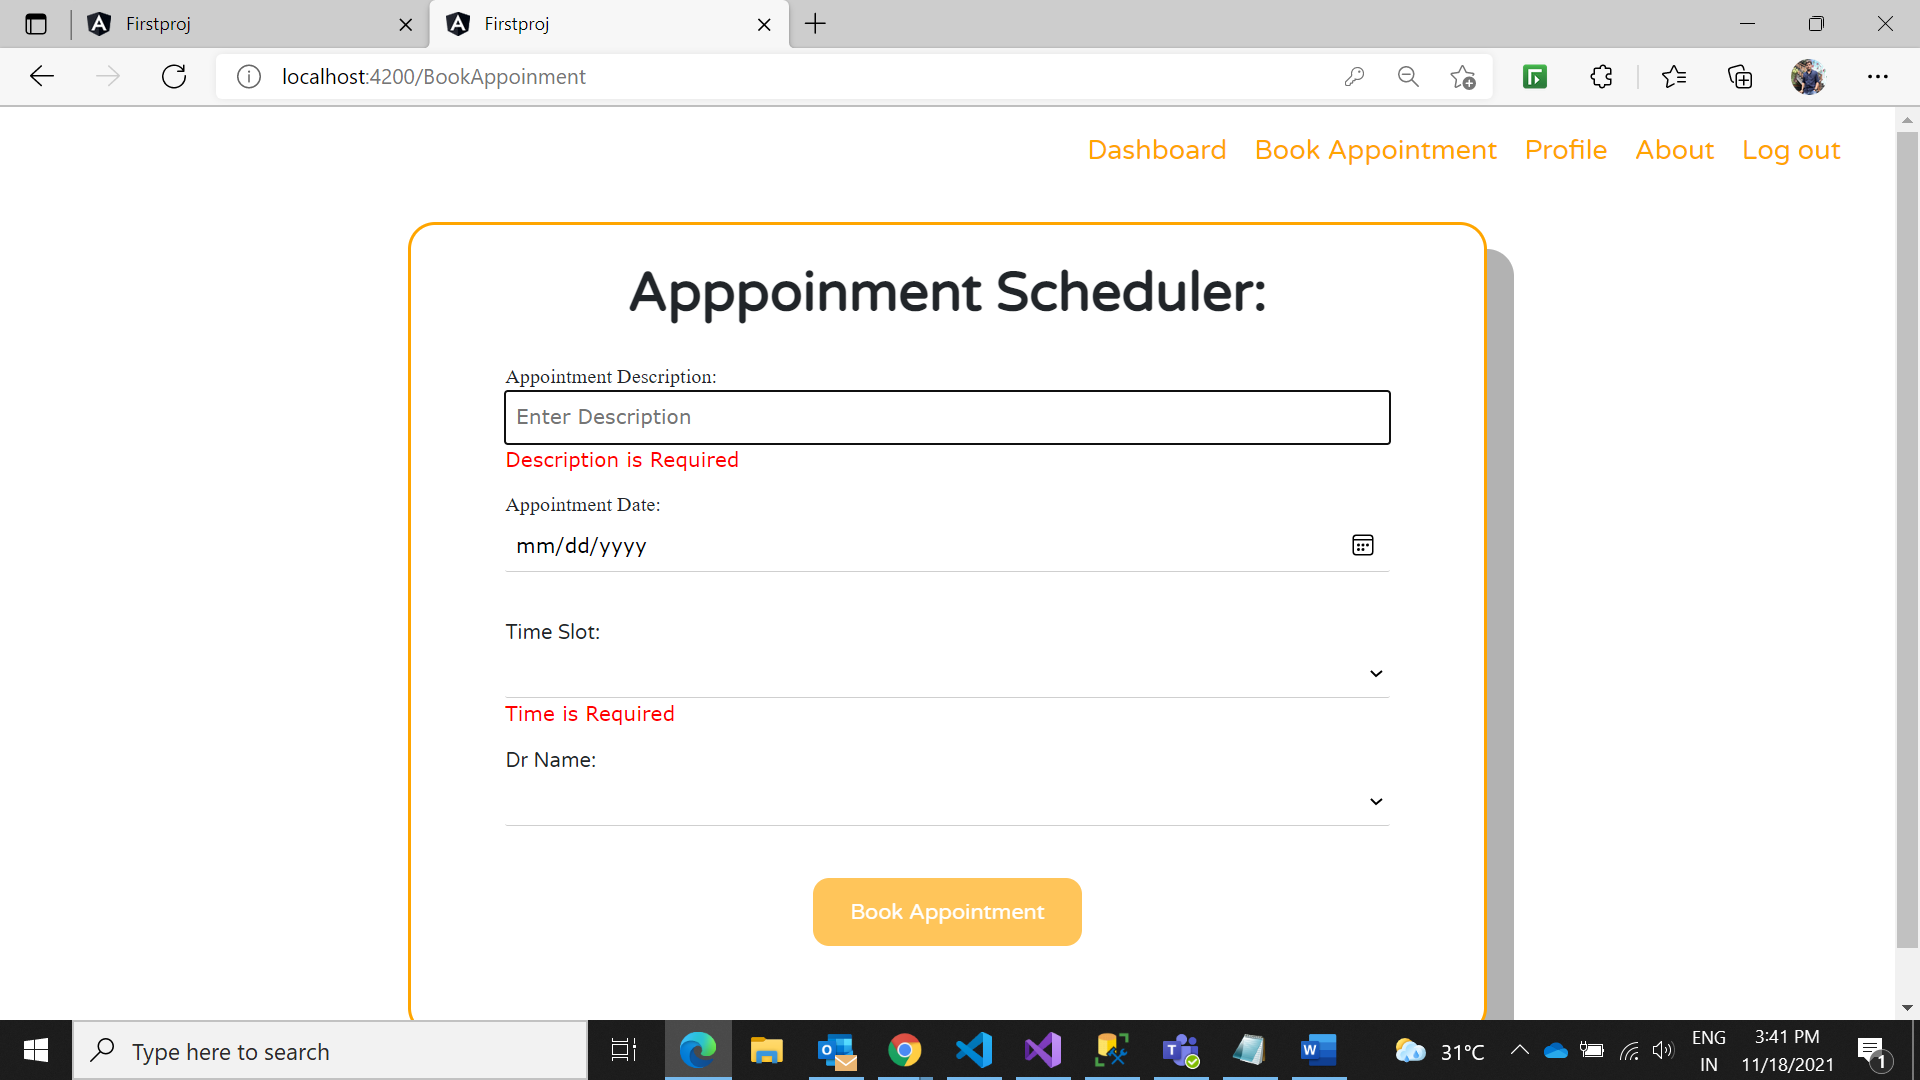 Firstproj
Firstproj
localhost:4200/BookAppoinment
Dashboard Book Appointment Profile About Log out
Apppoinment Scheduler:
Appointment Description:
Enter Description
Description is Required
Appointment Date:
mm/dd/yyyy
Time Slot:
Time is Required
Dr Name:
Book Appointment
Type here to search
31°C
ENG
IN
3:41 PM
11/18/2021
1